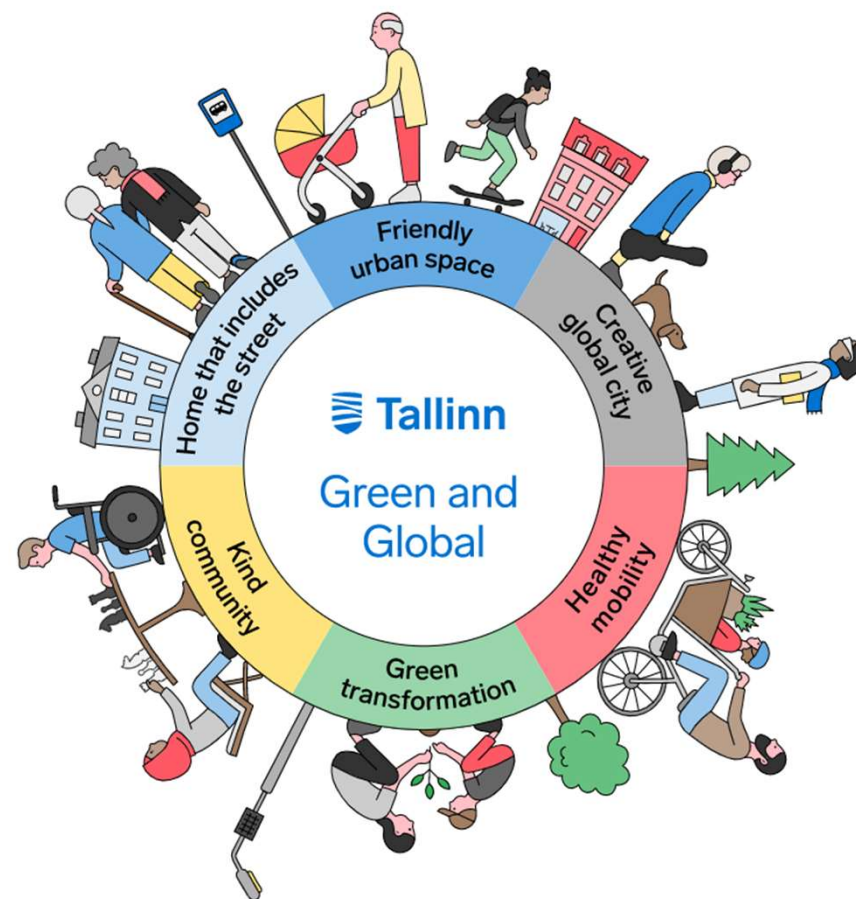 Friendly
urban space
Creative
global city
Healthy
mobility
Green
transformation
Kind
community
Home that includes
the street
Tallinn
Green and
Global